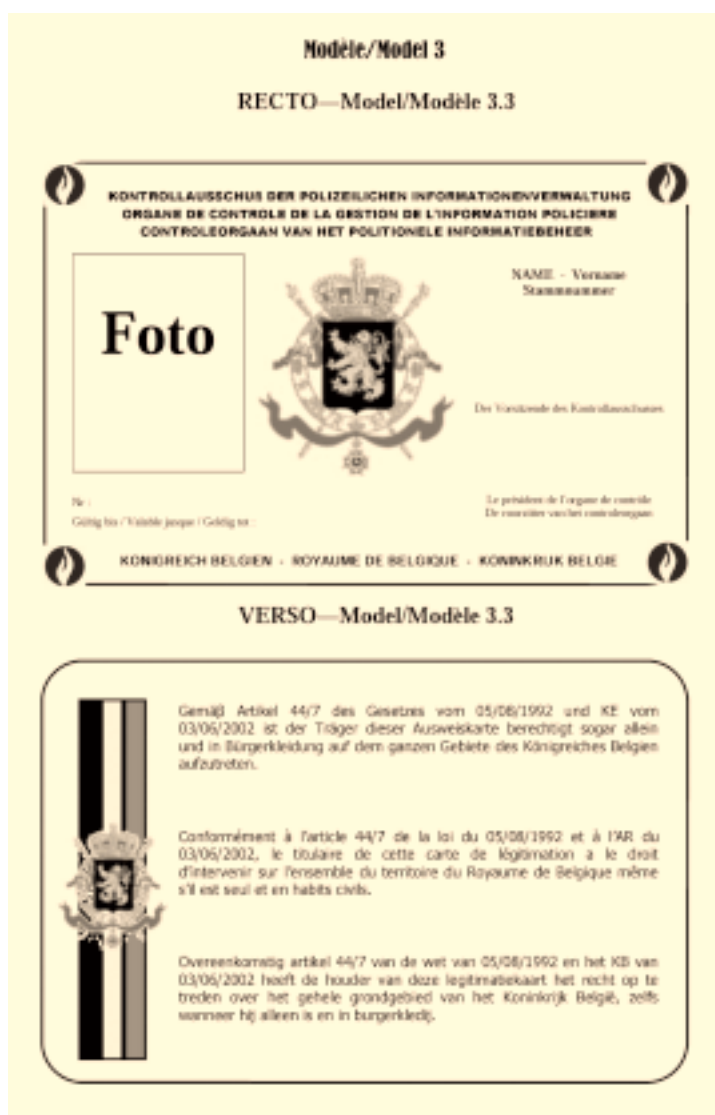 Modèle/Model 3
RECTO—Model/Modèle 3.3
KONTROLLAUSSCHUS DER POLIZEILICHEN INFORMATIONENVERWALTUNG
ORGANE DE CONTROLE DE LA GESTION DE L'INFORMATION POLICIERE
CONTROLEORGAAN VAN HET POLITIONELE INFORMATIEBEHEER
NAME - Vorname
Stammnummer
Foto
Der Vorsitzende des Kontrollausschusses
Nr :
Le président de l'organe de contrôle
De voorzitter van het controleorgaan
Gültig bis / Valable jusque / Geldig tot :
KONIGREICH BELGIEN - ROYAUME DE BELGIQUE - KONINKRIJK BELGIE
VERSO—Model/Modèle 3.3
Gemäβ Artikel 44/7 des Gesetzes vom 05/08/1992 und KE vom
03/06/2002 ist der Träger dieser Ausweiskarte berechtigt sogar allein
und in Bürgerkleidung auf dem ganzen Gebiete des Königreiches Belgien
aufzutreten.
Conformément à l'article 44/7 de la loi du 05/08/1992 et à l'AR du
03/06/2002, le titulaire de cette carte de légitimation a le droit
d'intervenir sur l'ensemble du territoire du Royaume de Belgique même
s'il est seul et en habits civils.
Overeenkomstig artikel 44/7 van de wet van 05/08/1992 en het KB van
03/06/2002 heeft de houder van deze legitimatiekaart het recht op te
treden over het gehele grondgebied van het Koninkrijk België, zelfs
wanneer hij alleen is en in burgerkledij.